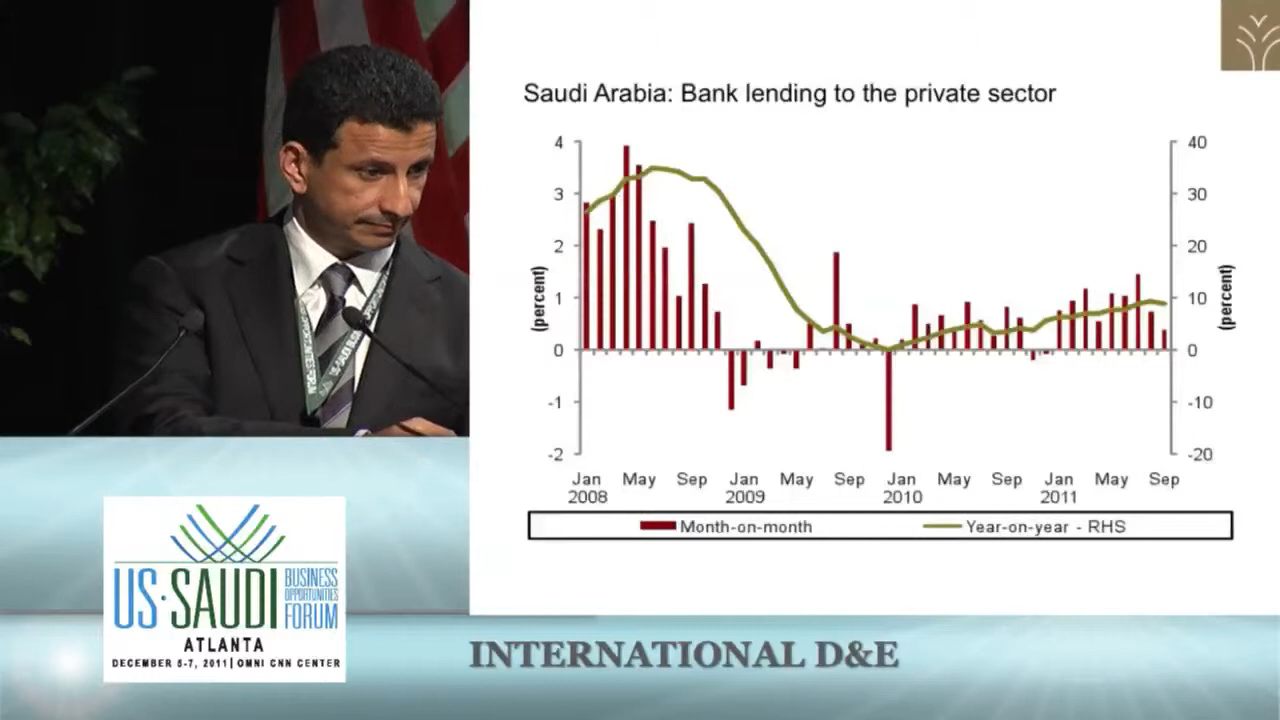 Saudi Arabia: Bank lending to the private sector
4 40
3 30
2 20
1 10
0 0
-1 -10
-2 -20
(percent)
(percent)
Jan May Sep Jan May Sep Jan May Sep Jan May Sep
2008 2009 2010 2011
Month-on-month Year-on-year - RHS
US·SAUDI
BUSINESS
OPPORTUNITIES
FORUM
ATLANTA
DECEMBER 5-7, 2011 | OMNI CNN CENTER
INTERNATIONAL D&E